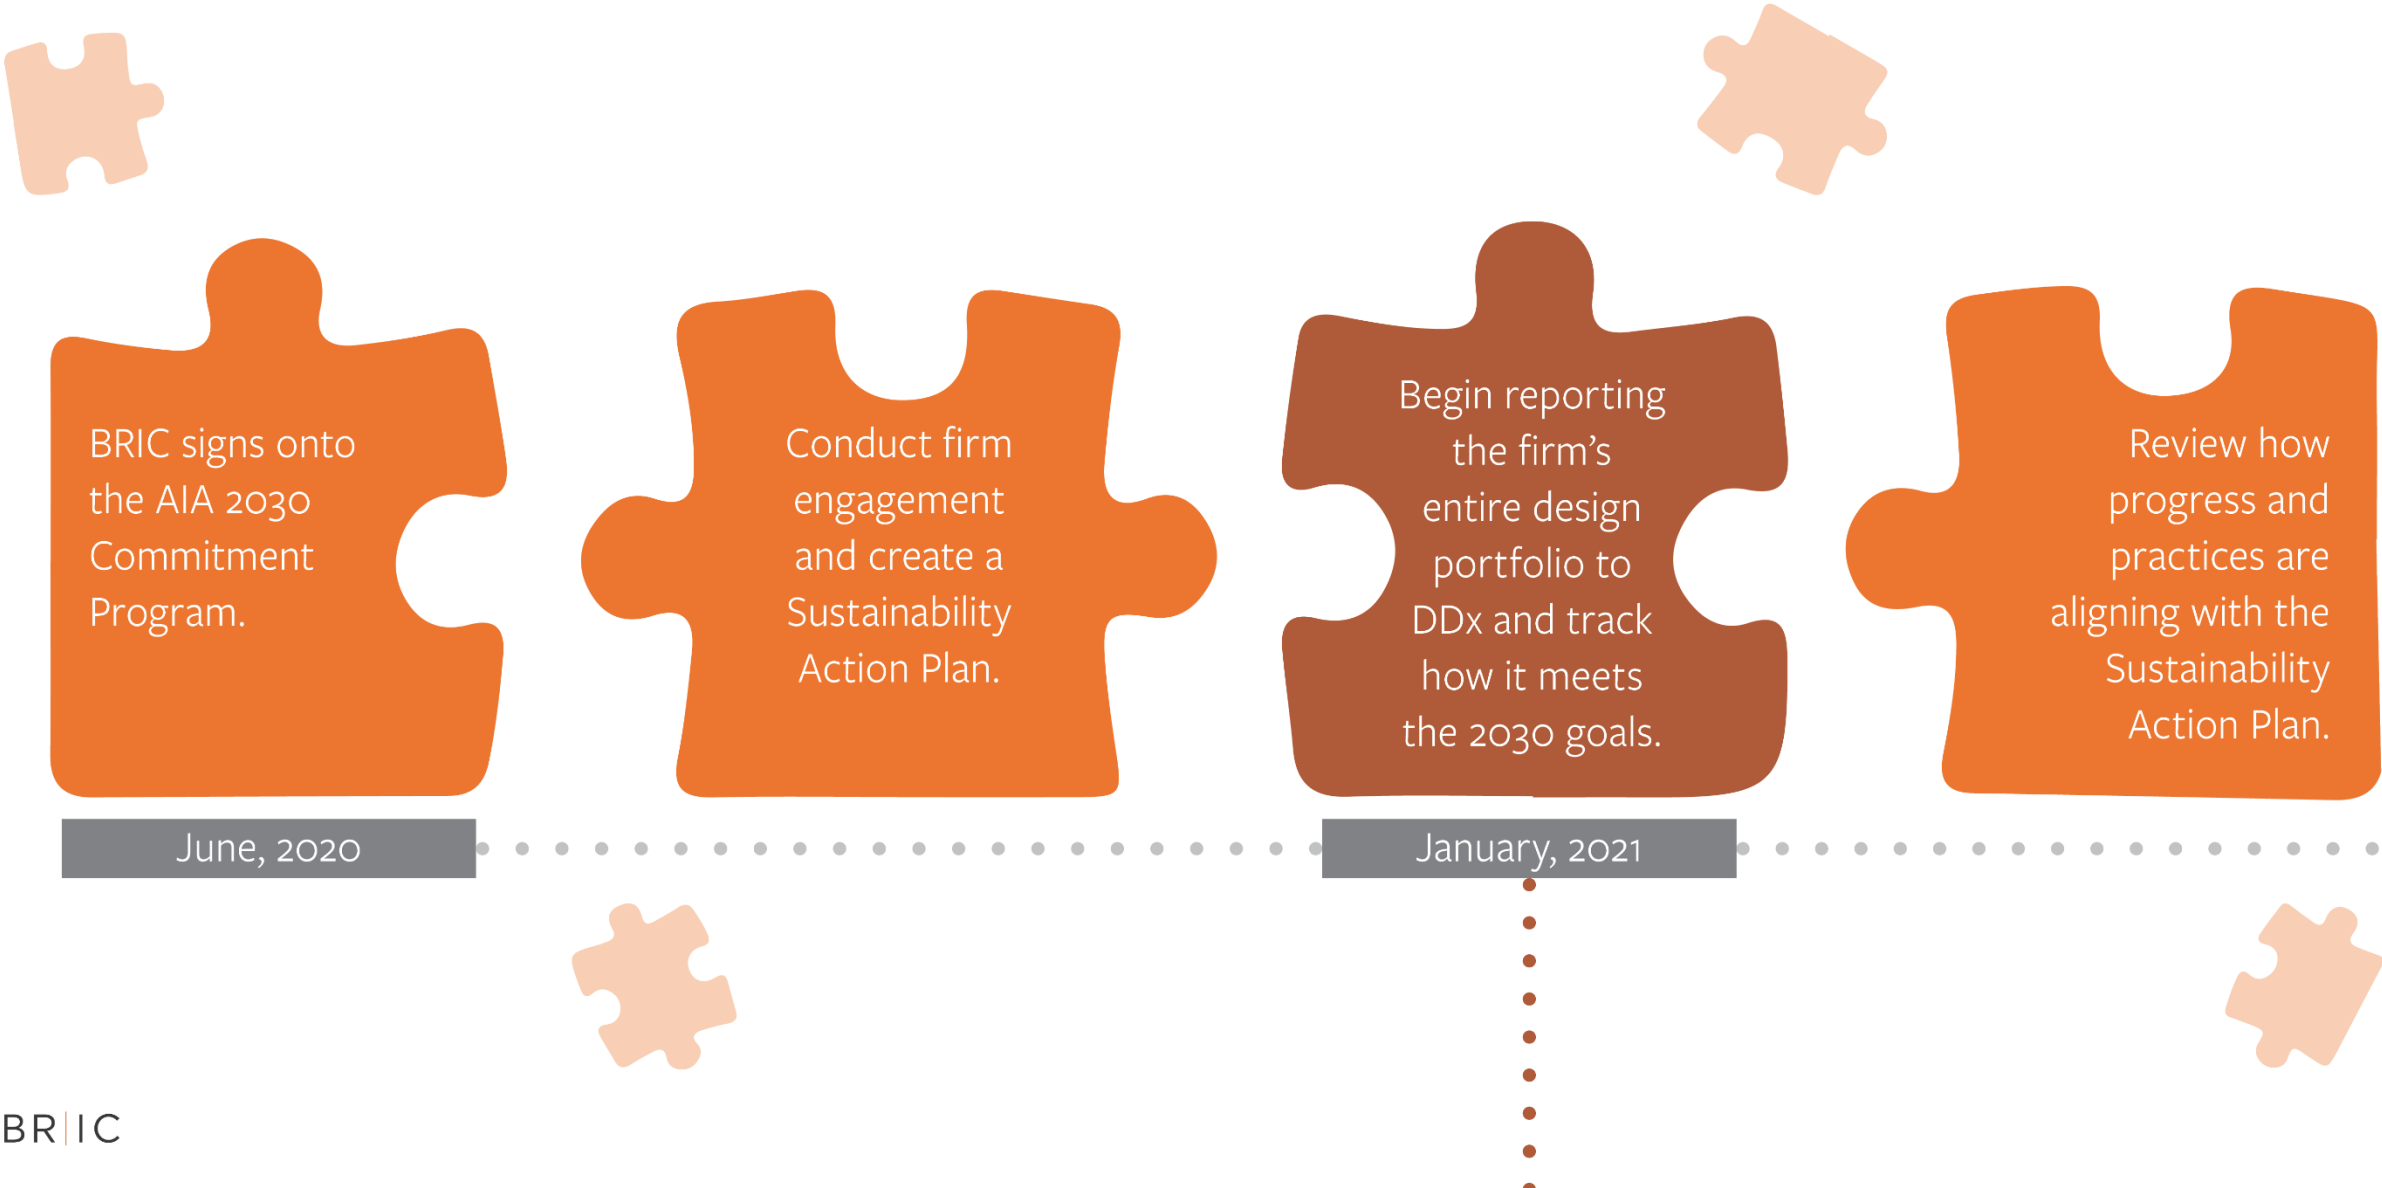 BRIC signs onto
the AIA 2030
Commitment
Program.
Conduct firm
engagement
and create a
Sustainability
Action Plan.
Begin reporting
the firm’s
entire design
portfolio to
DDx and track
how it meets
the 2030 goals.
Review how
progress and
practices are
aligning with the
Sustainability
Action Plan.
June, 2020
January, 2021
BR|IC